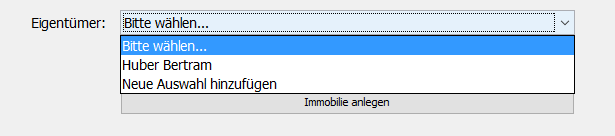 Eigentümer: Bitte wählen...
Bitte wählen...
Huber Bertram
Neue Auswahl hinzufügen
Immobilie anlegen